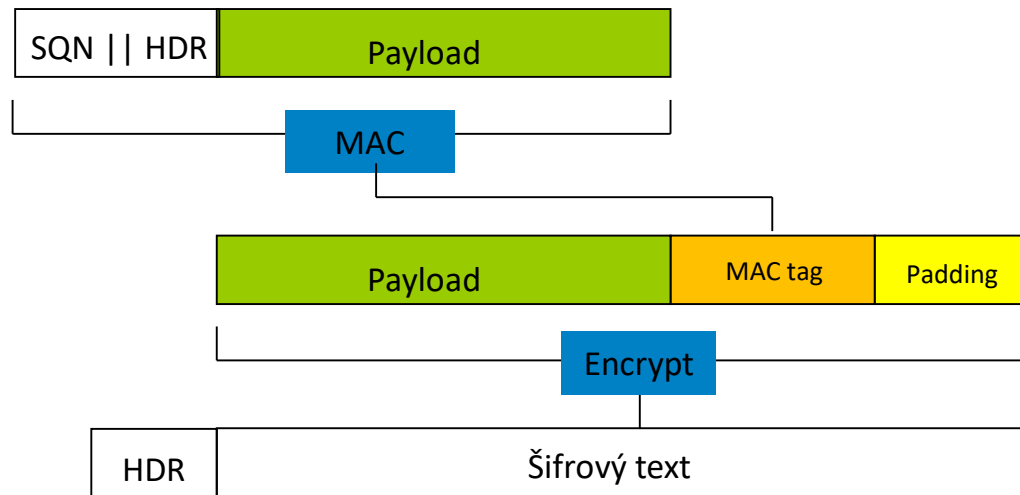 SQN || HDR
Payload
MAC
Payload
MAC tag
Padding
Encrypt
HDR
Šifrový text